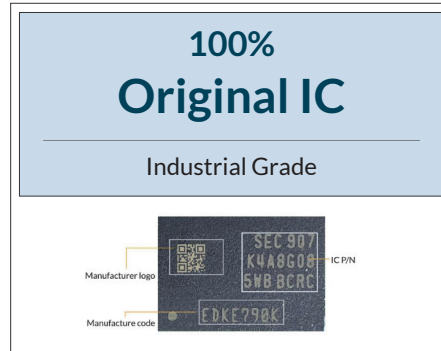 100%
Original IC
Industrial Grade
SEC 907
K4A8G08
5WB BCRC
IC P/N
Manufacturer logo
Manufacture code
EDKE790K